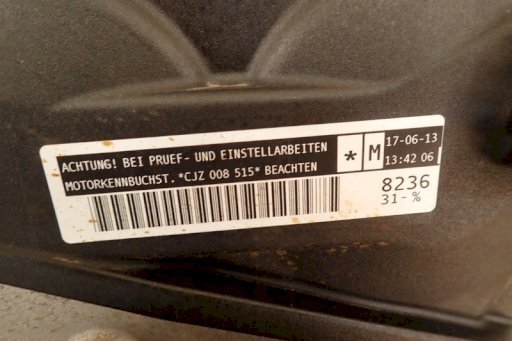 ACHTUNG! BEI PRUEF- UND EINSTELLARBEITEN
MOTORKENNBUCHST. *CJZ 008 515* BEACHTEN
* M
17-06-13
13:42 06
8236
31-%